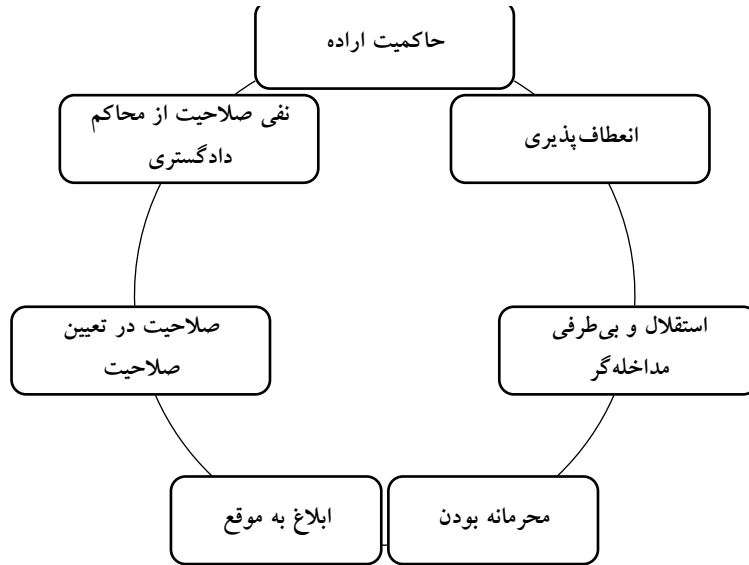 حاکمیت اراده
انعطاف‌پذیری
استقلال و بی‌طرفی
مداخله‌گر
محرمانه بودن
ابلاغ به موقع
صلاحیت در تعیین
صلاحیت
نفی صلاحیت از محاکم
دادگستری